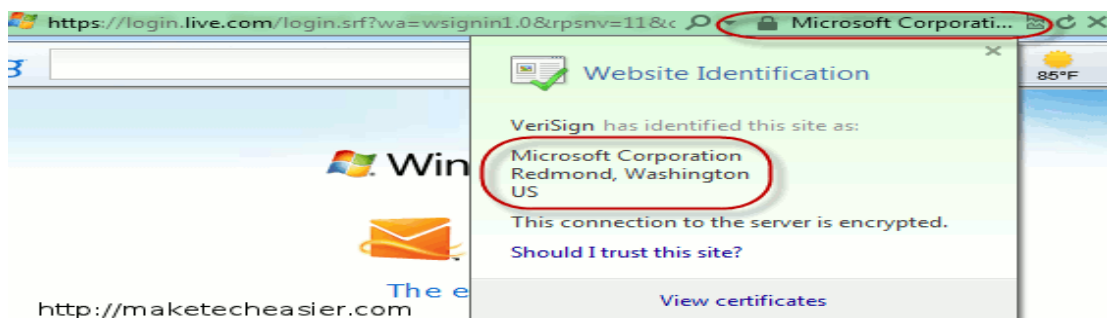 https://login.live.com/login.srf?wa=wsignin1.0&rpsnv=11&c
Microsoft Corporati...
Website Identification
85°F
VeriSign has identified this site as:
Microsoft Corporation
Redmond, Washington
US
Win
This connection to the server is encrypted.
Should I trust this site?
The e
View certificates
http://maketecheasier.com